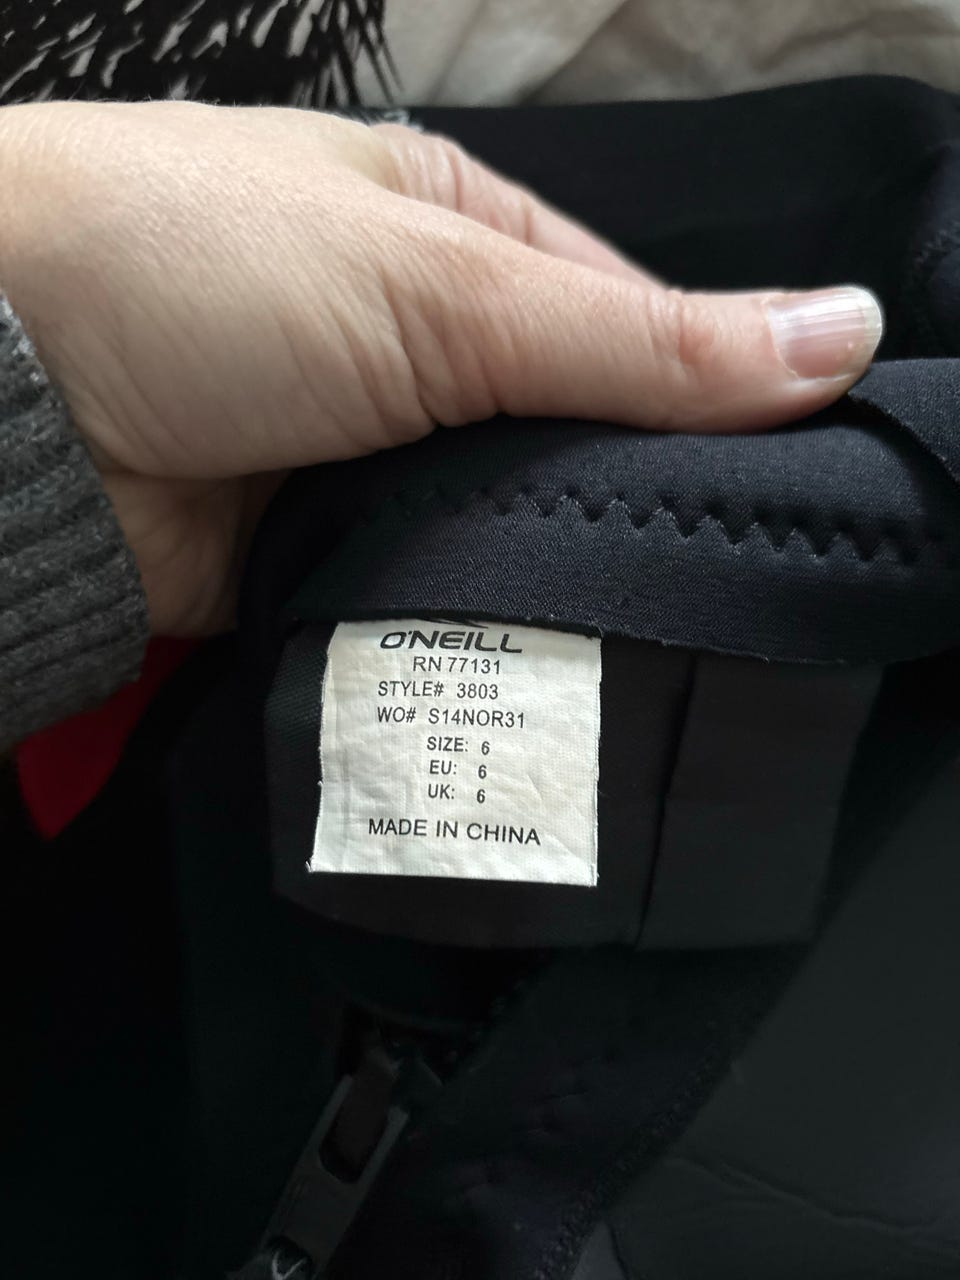 O'NEILL
RN 77131
STYLE# 3803
WO# S14NOR31
SIZE: 6
EU: 6
UK: 6
MADE IN CHINA